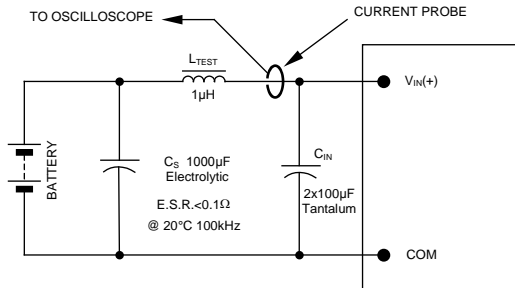 TO OSCILLOSCOPE
CURRENT PROBE
LTEST
1μH
VIN(+)
BATTERY
CS 1000μF
Electrolytic
E.S.R.<0.1Ω
@ 20°C 100kHz
CIN
2x100μF
Tantalum
COM